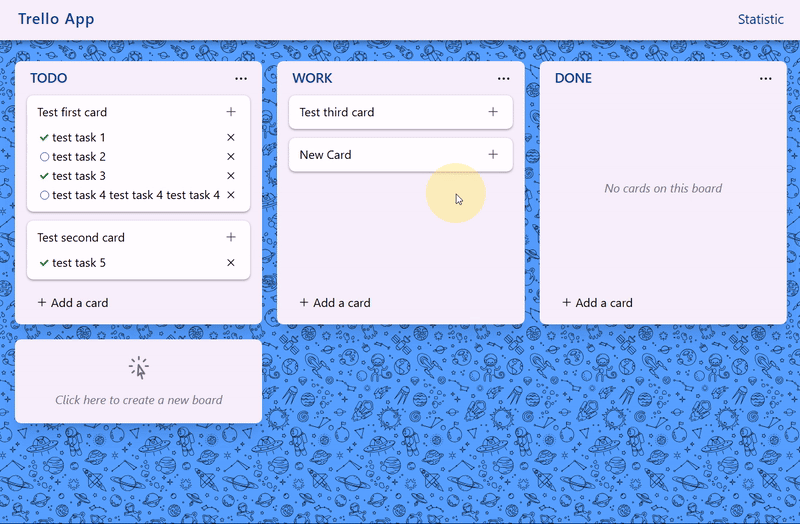 Trello App
Statistic
TODO
Test first card
test task 1
test task 2
test task 3
test task 4 test task 4 test task 4
Test second card
test task 5
+ Add a card
WORK
Test third card
New Card
+ Add a card
DONE
No cards on this board
+ Add a card
Click here to create a new board